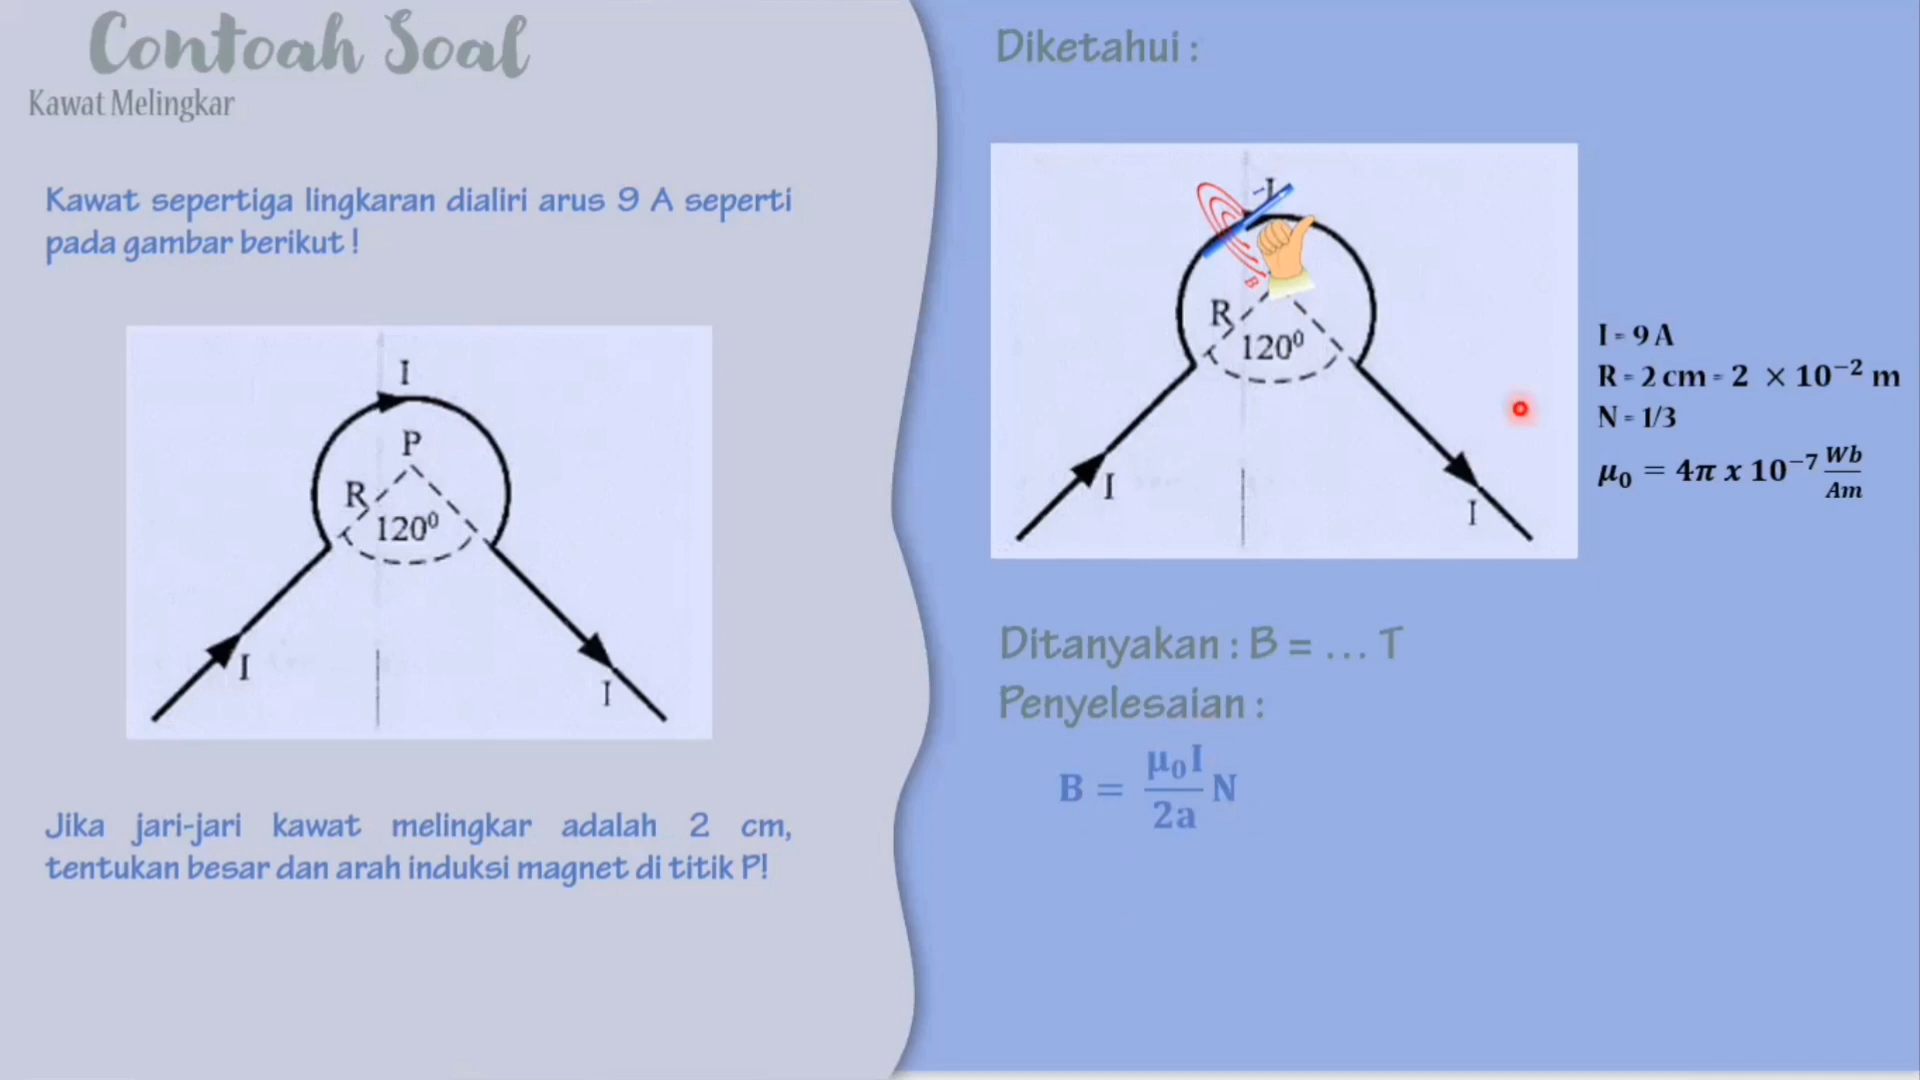 Contoah Soal
Kawat Melingkar
Kawat sepertiga lingkaran dialiri arus 9 A seperti
pada gambar berikut !
I
P
R
120⁰
I
I
Jika jari-jari kawat melingkar adalah 2 cm,
tentukan besar dan arah induksi magnet di titik P!
Diketahui :
I
B
R
120⁰
I
I
I = 9 A
R = 2 cm = 2 × 10⁻² m
N = 1/3
μ₀ = 4π x 10⁻⁷ Wb/Am
Ditanyakan : B = ... T
Penyelesaian :
B = μ₀I/2a N